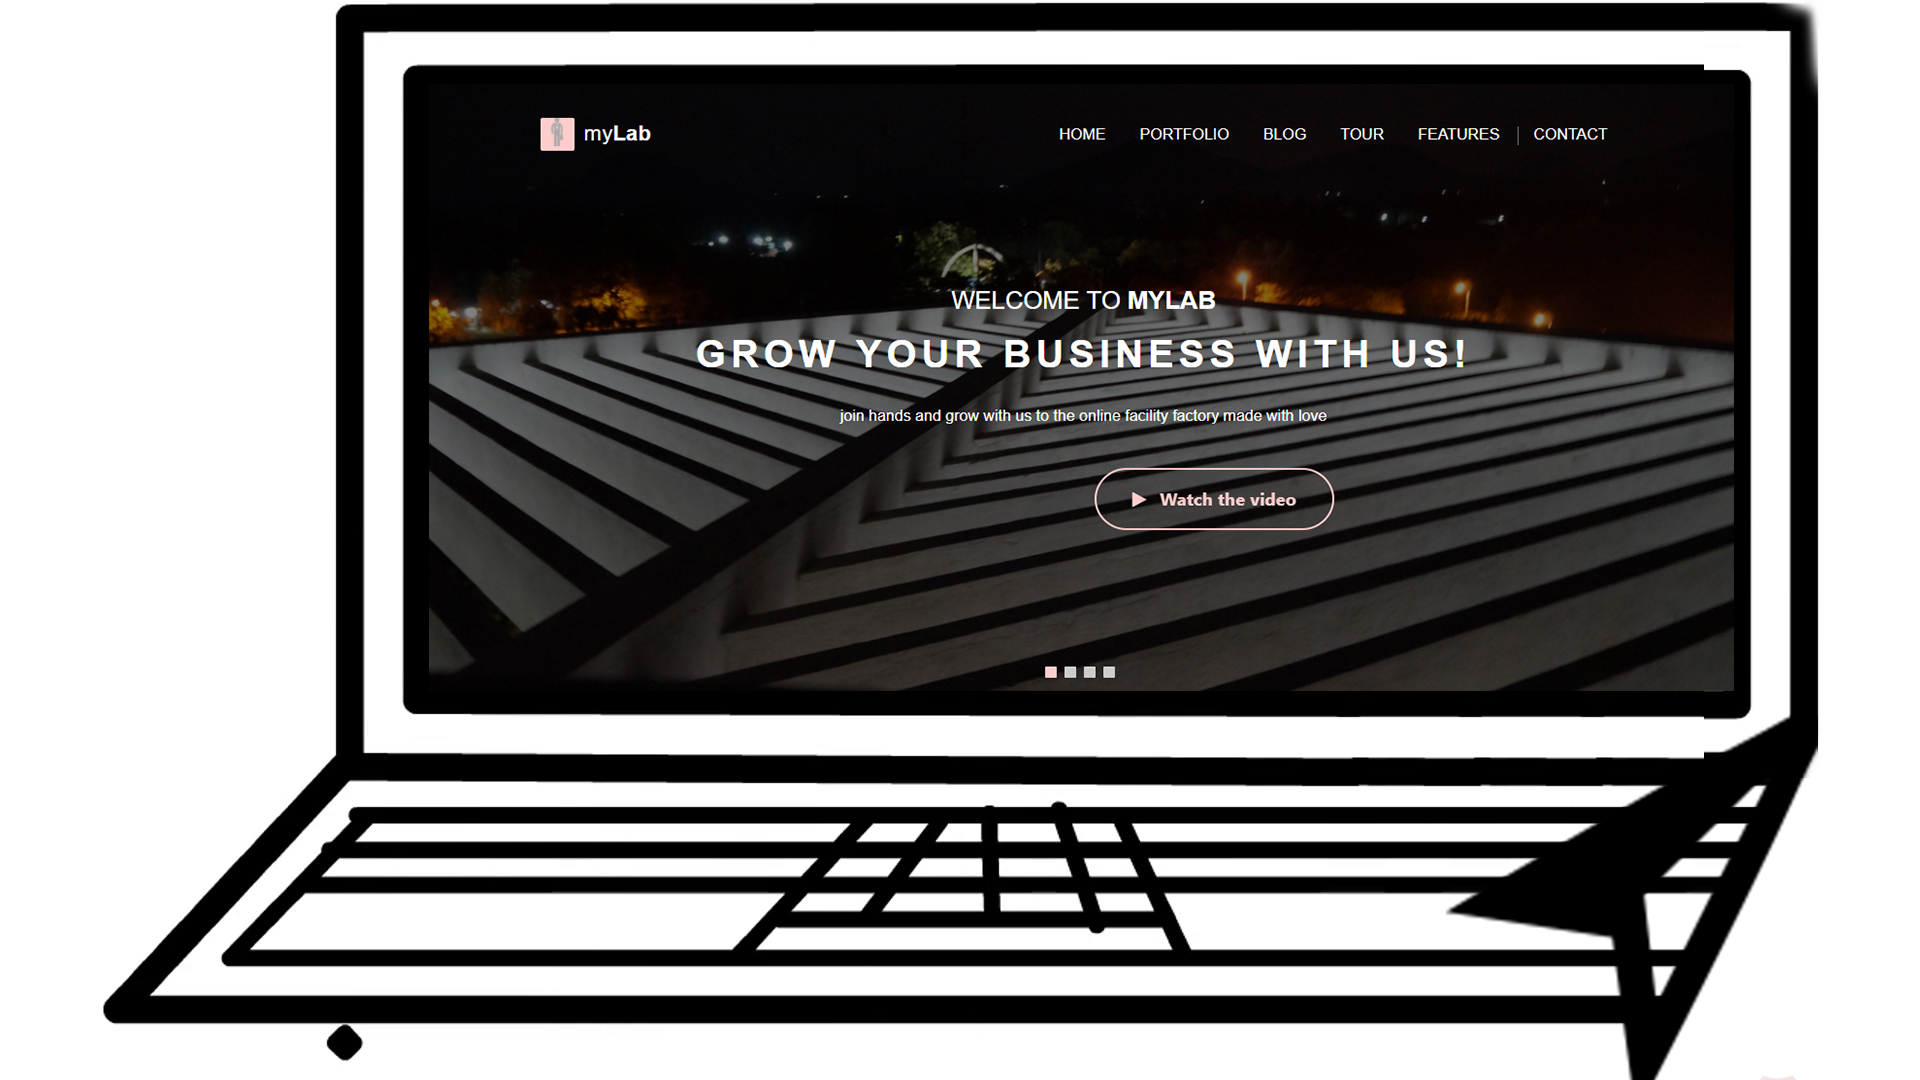 myLab
HOME PORTFOLIO BLOG TOUR FEATURES CONTACT
WELCOME TO MYLAB
GROW YOUR BUSINESS WITH US!
join hands and grow with us to the online facility factory made with love
Watch the video